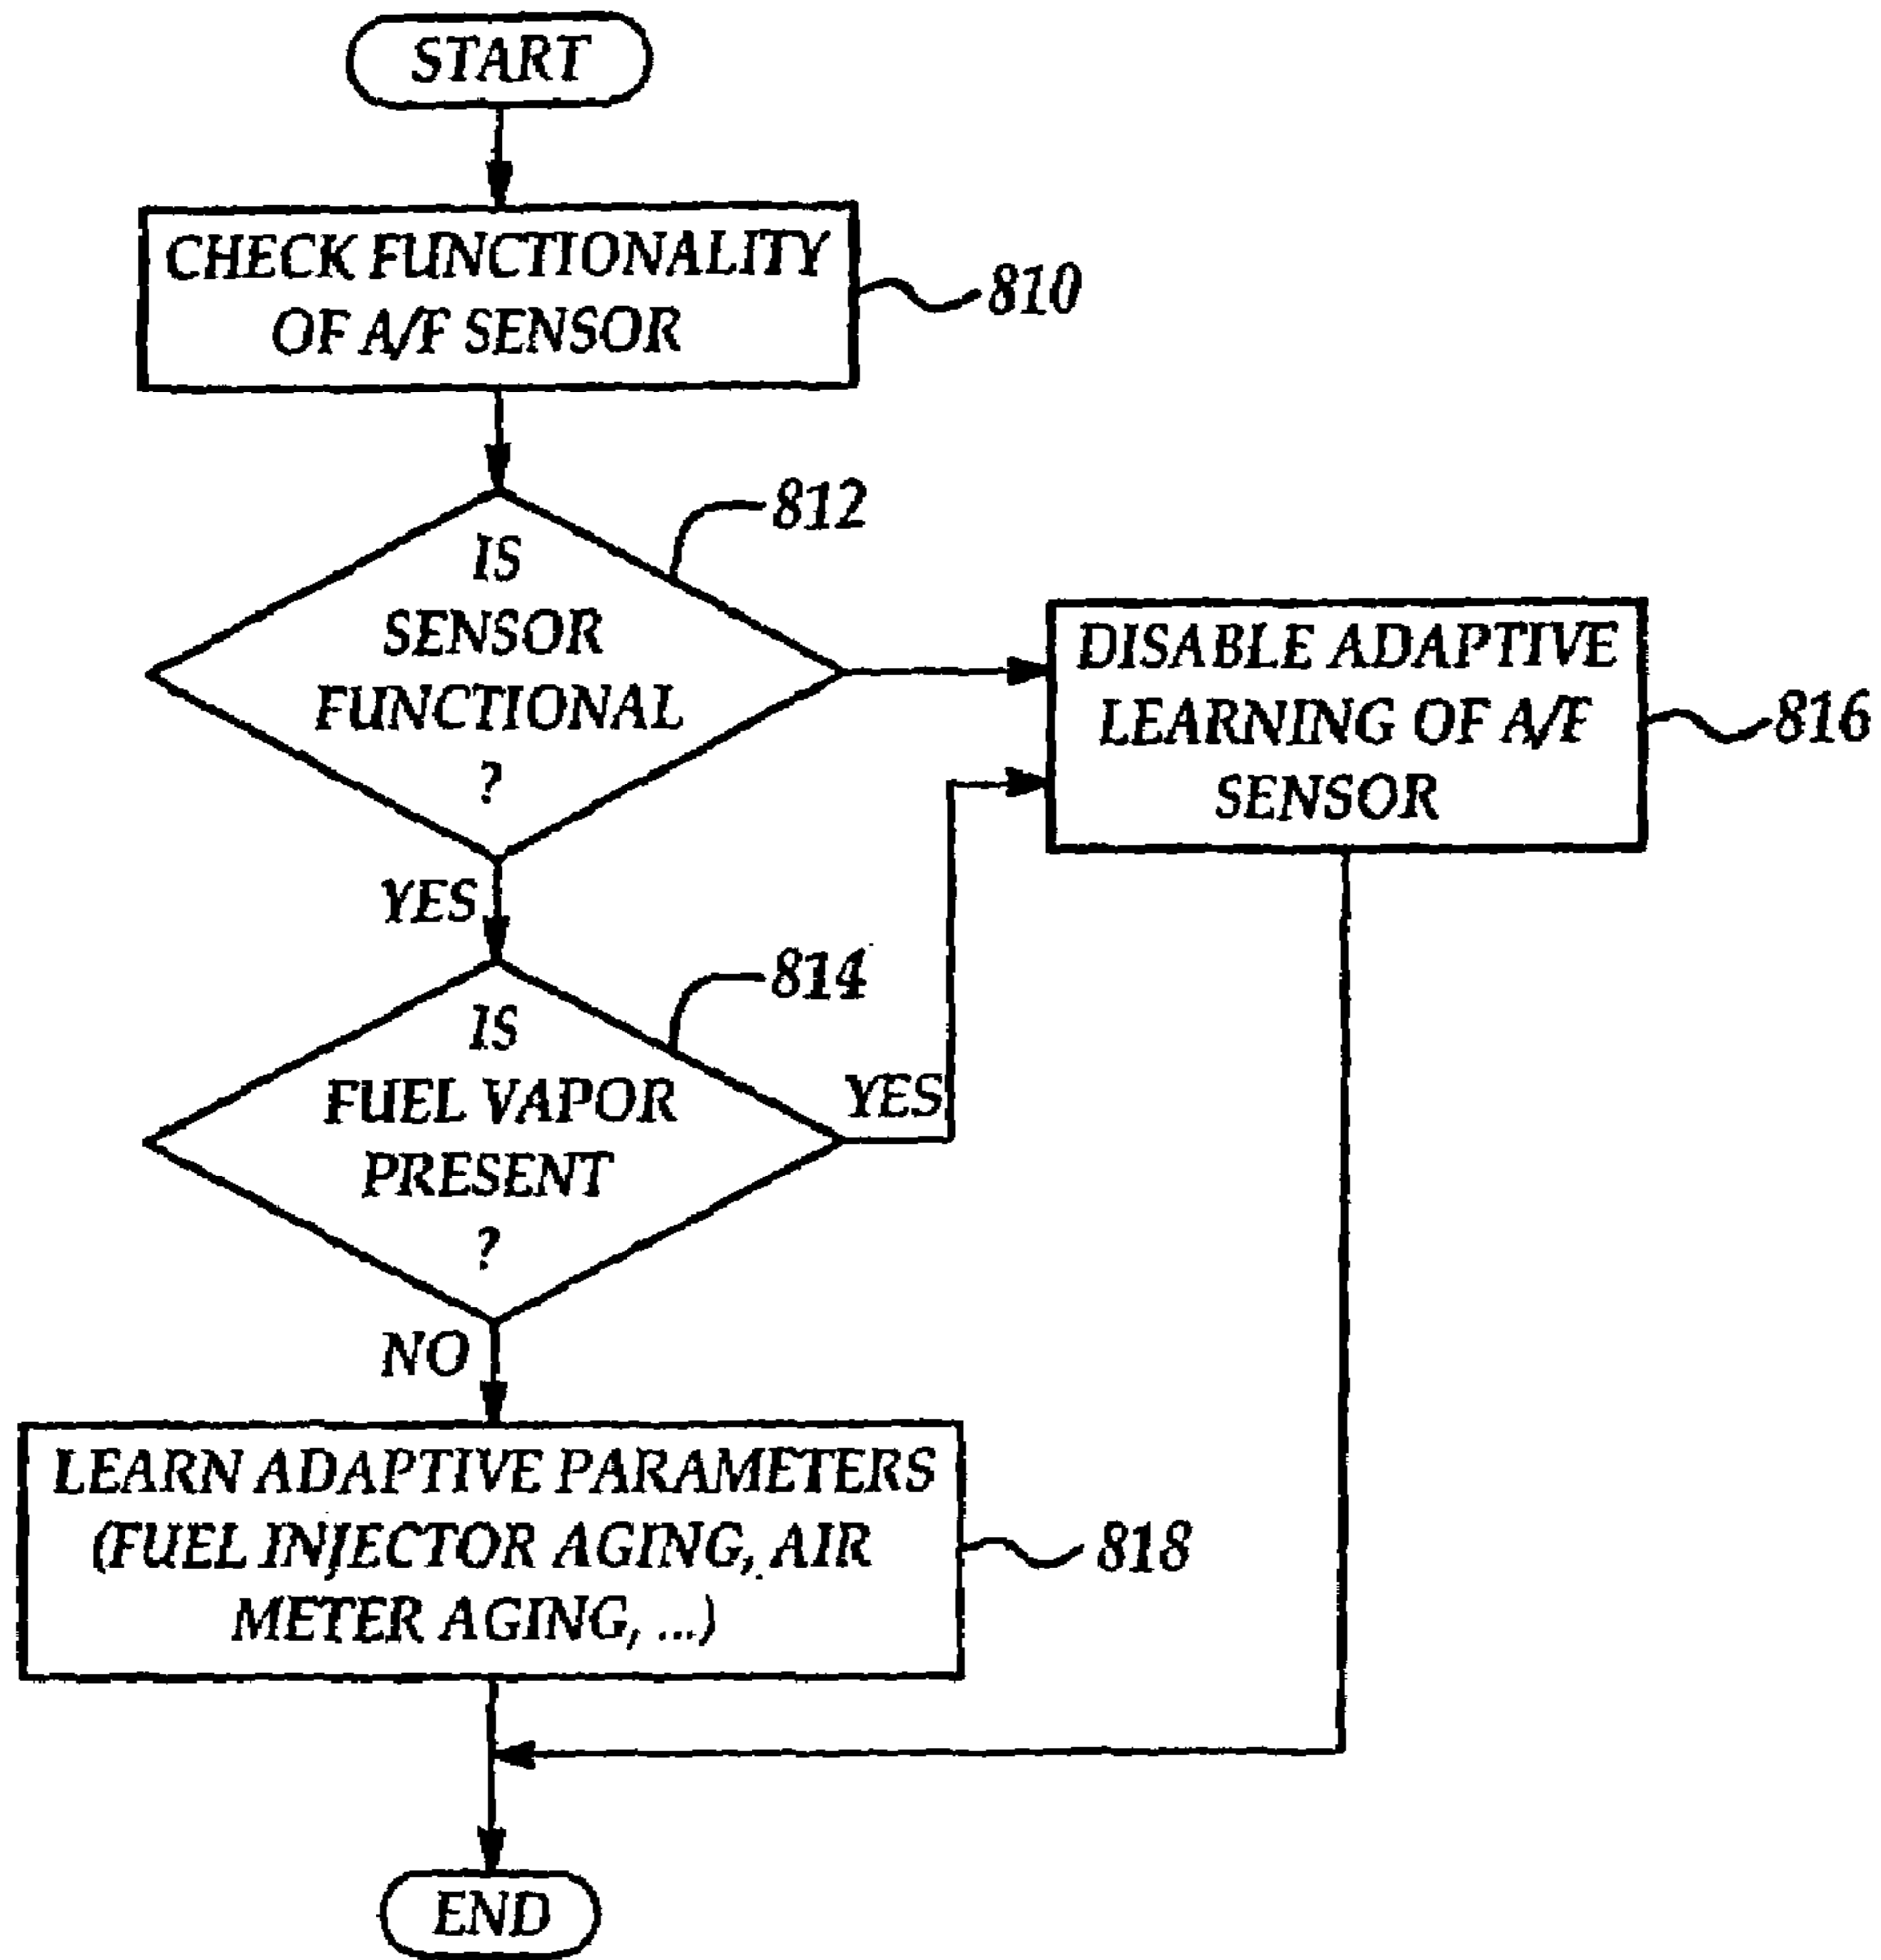 START
CHECK FUNCTIONALITY
OF A/F SENSOR
810
812
IS
SENSOR
FUNCTIONAL
?
DISABLE ADAPTIVE
LEARNING OF A/F
SENSOR
816
YES
814
IS
FUEL VAPOR
PRESENT
?
YES
NO
LEARN ADAPTIVE PARAMETERS
(FUEL INJECTOR AGING, AIR
METER AGING, ...)
818
END